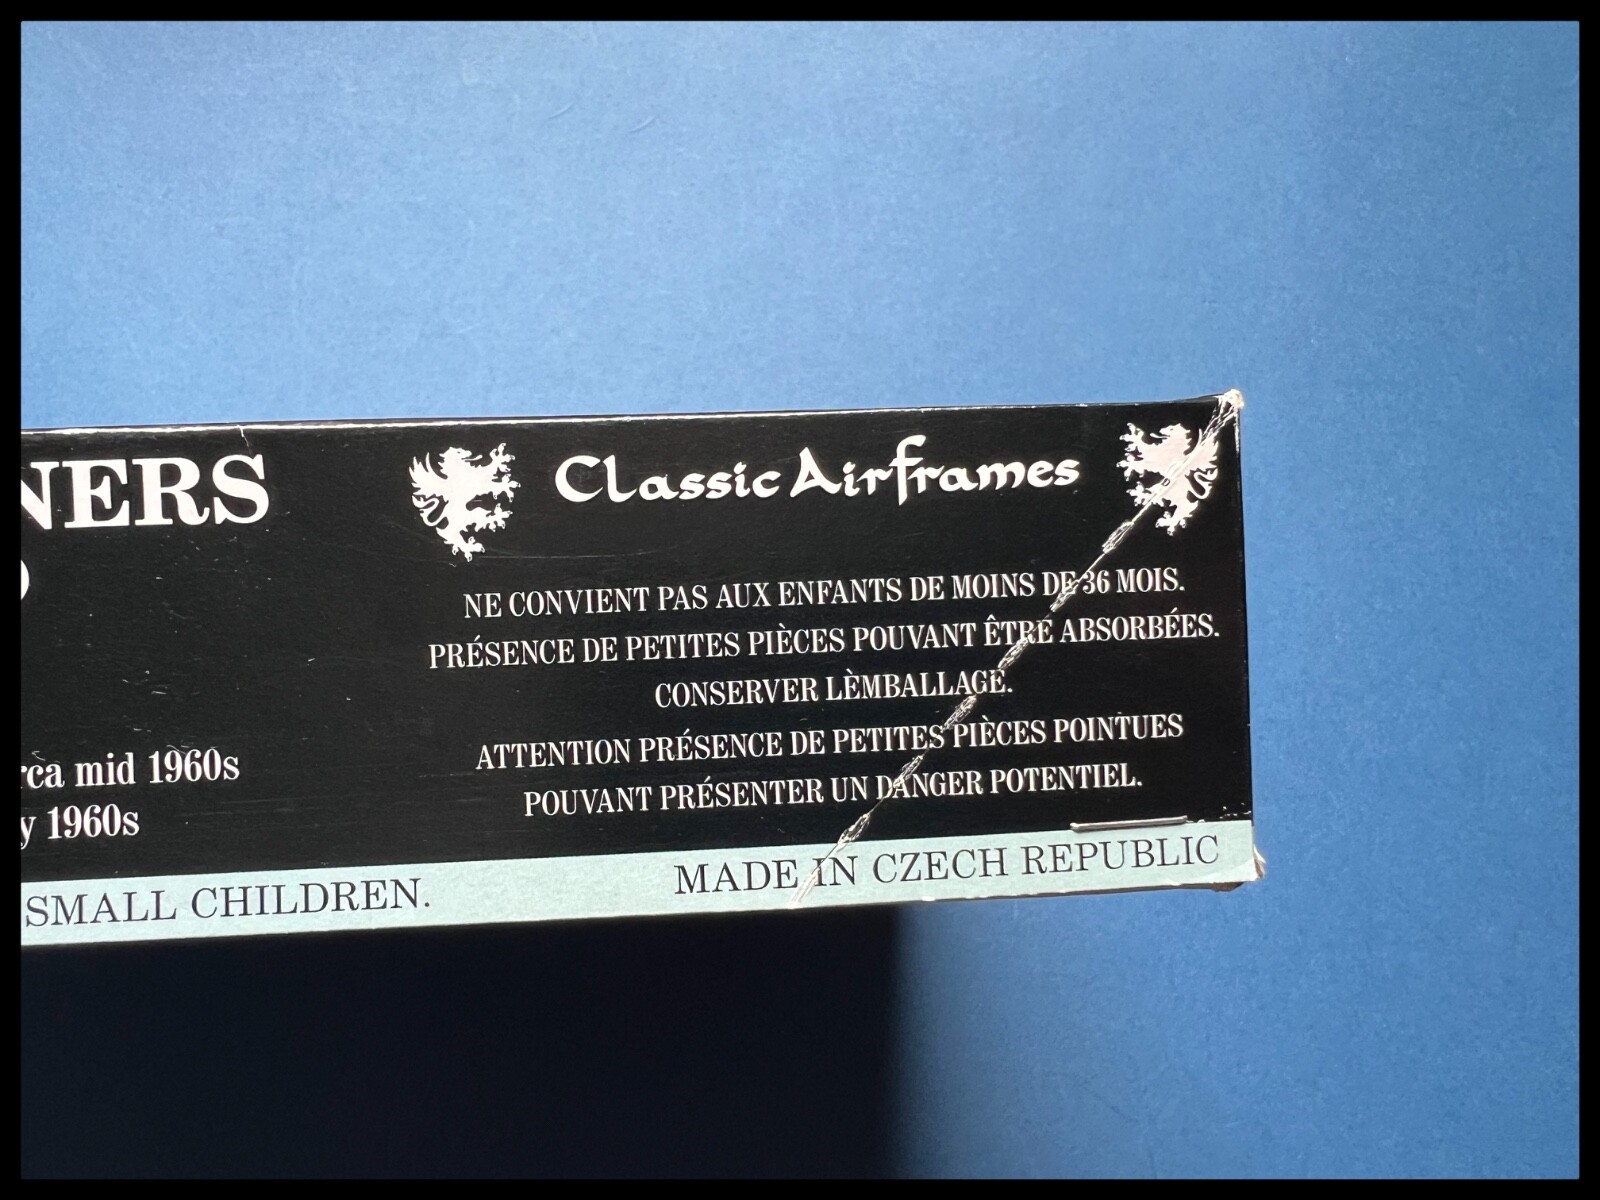 NERS
Classic Airframes
NE CONVIENT PAS AUX ENFANTS DE MOINS DE 36 MOIS.
PRÉSENCE DE PETITES PIÈCES POUVANT ÊTRE ABSORBÉES.
CONSERVER LÈMBALLAGE.
ATTENTION PRÉSENCE DE PETITES PIÈCES POINTUES
POUVANT PRÉSENTER UN DANGER POTENTIEL.
rca mid 1960s
y 1960s
SMALL CHILDREN.
MADE IN CZECH REPUBLIC